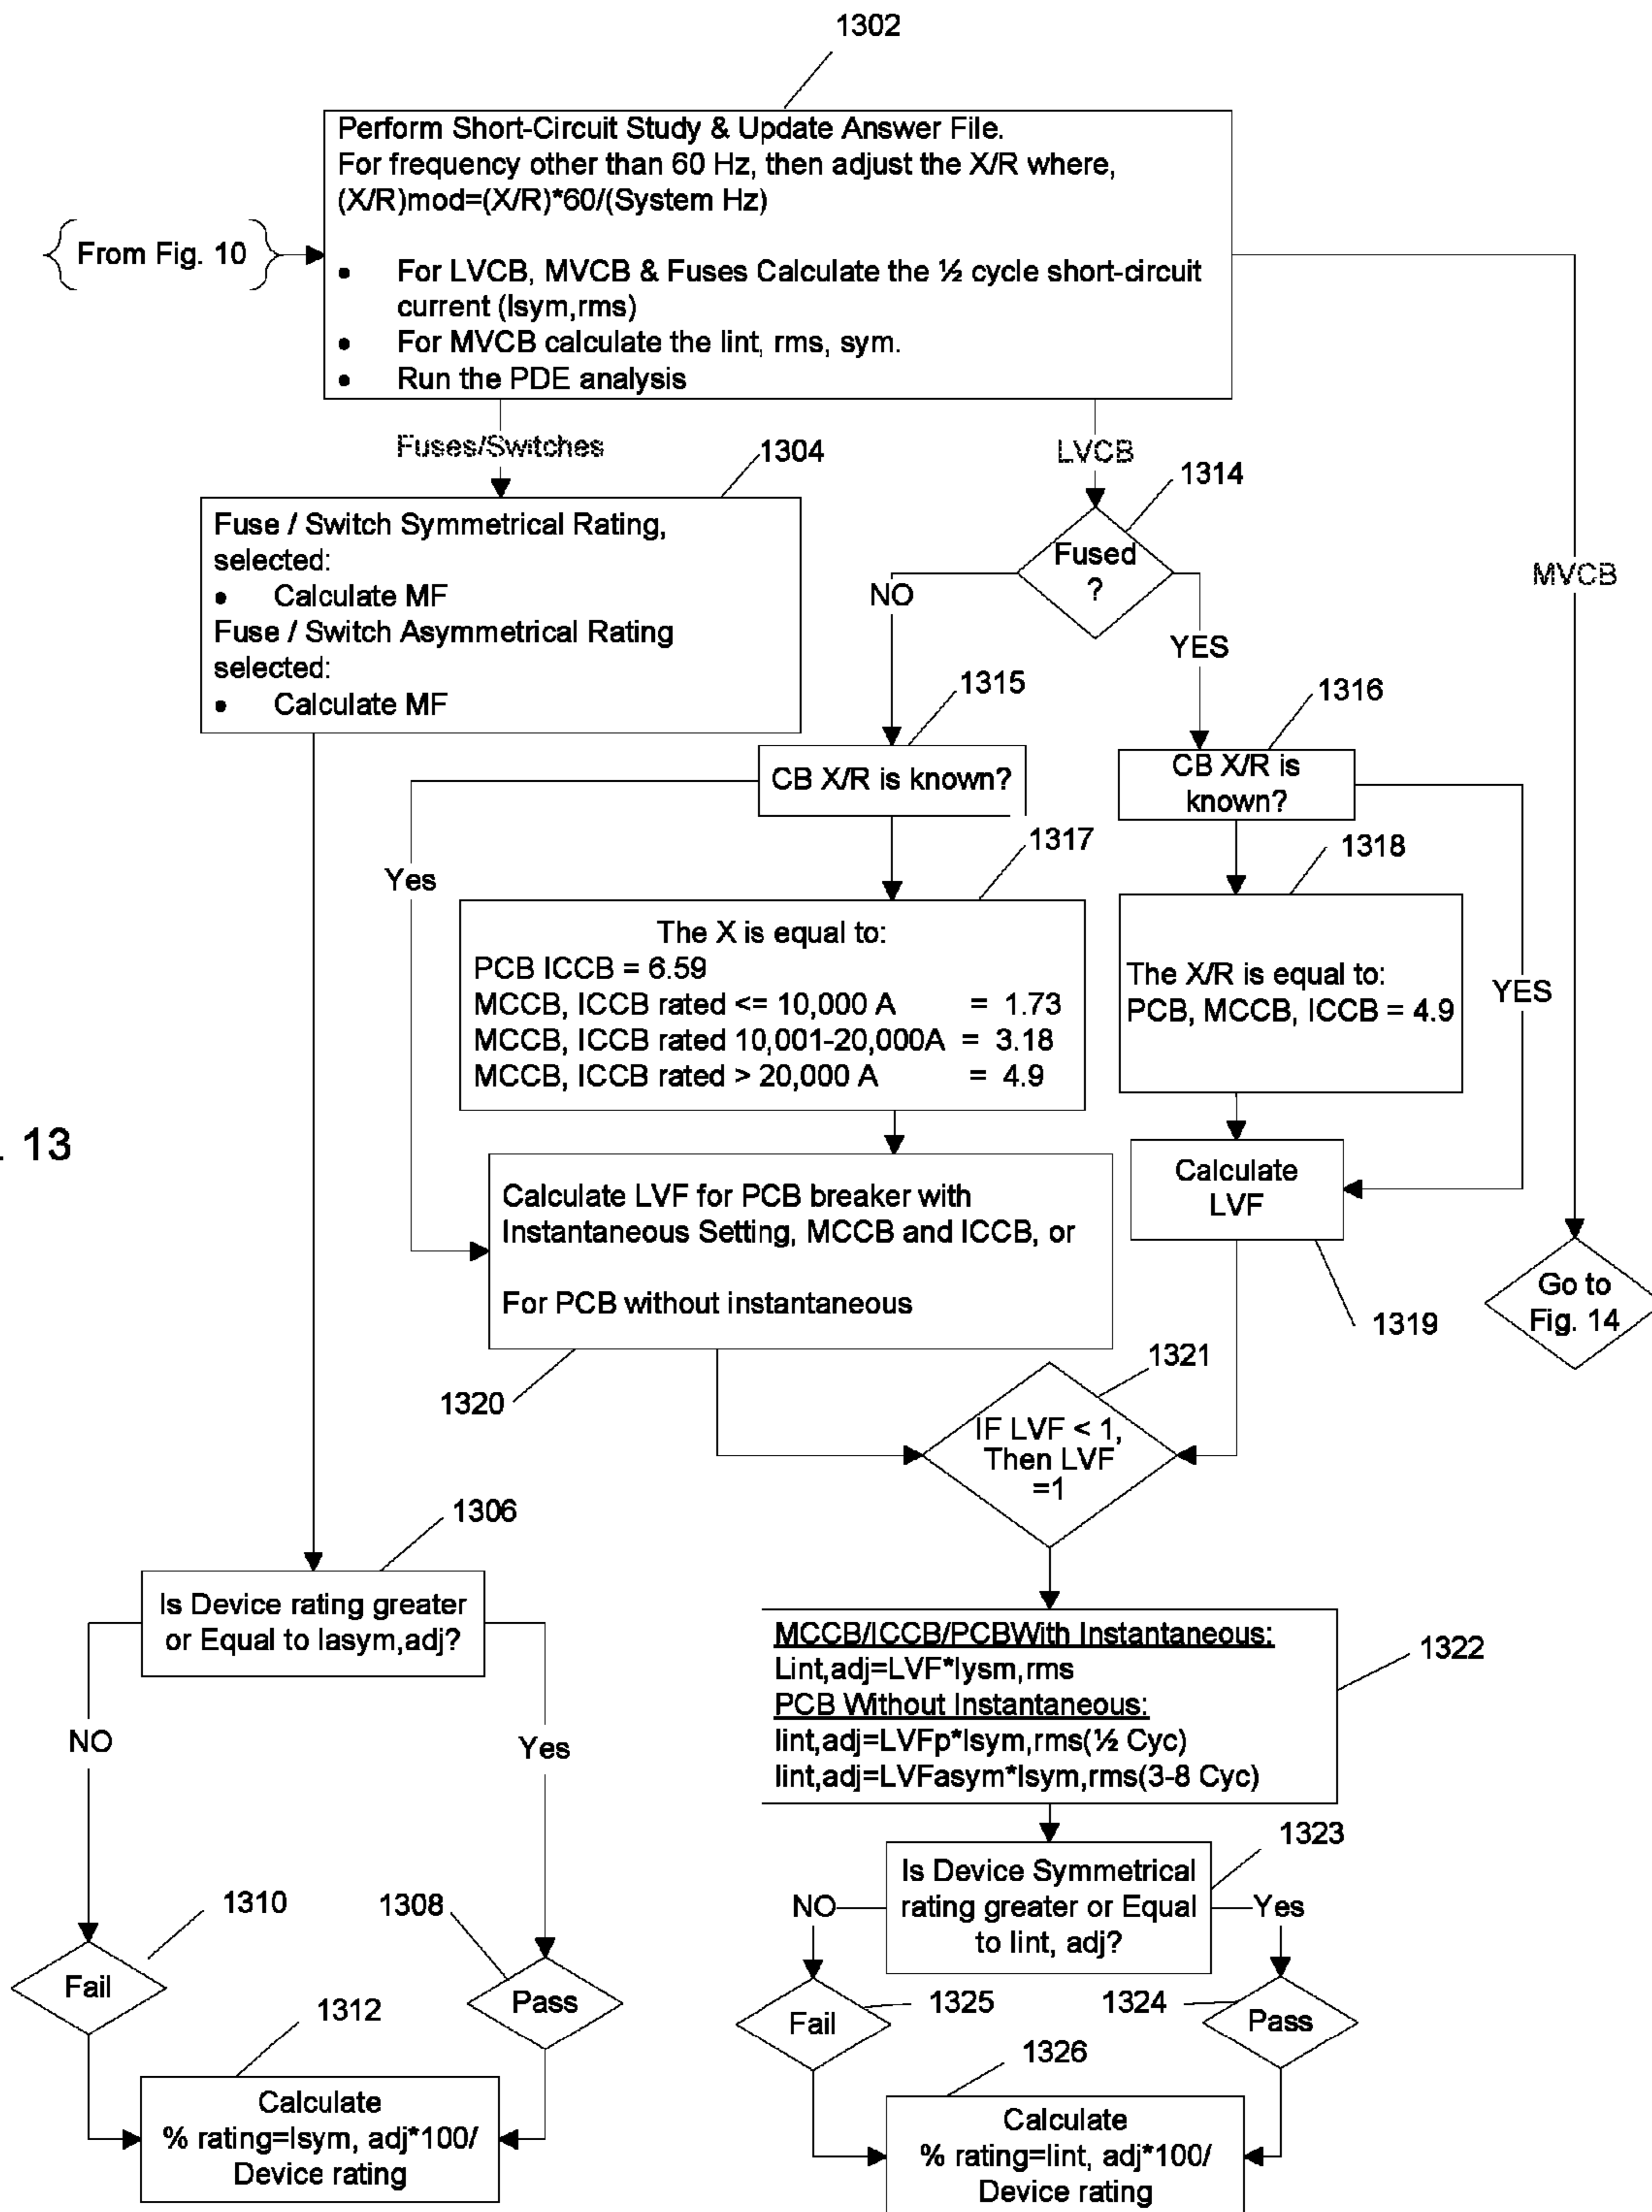 1302
Perform Short-Circuit Study & Update Answer File.
For frequency other than 60 Hz, then adjust the X/R where,
(X/R)mod=(X/R)*60/(System Hz)
• For LVCB, MVCB & Fuses Calculate the ½ cycle short-circuit
current (Isym,rms)
• For MVCB calculate the Iint, rms, sym.
• Run the PDE analysis
From Fig. 10
Fuses/Switches
1304
LVCB
1314
MVCB
Fuse / Switch Symmetrical Rating,
selected:
• Calculate MF
Fuse / Switch Asymmetrical Rating
selected:
• Calculate MF
Fused
?
NO
YES
1315
1316
CB X/R is known?
CB X/R is
known?
1317
1318
Yes
YES
The X is equal to:
PCB ICCB = 6.59
MCCB, ICCB rated <= 10,000 A = 1.73
MCCB, ICCB rated 10,001-20,000A = 3.18
MCCB, ICCB rated > 20,000 A = 4.9
The X/R is equal to:
PCB, MCCB, ICCB = 4.9
. 13
Calculate LVF for PCB breaker with
Instantaneous Setting, MCCB and ICCB, or
For PCB without instantaneous
Calculate
LVF
Go to
Fig. 14
1319
1320
1321
IF LVF < 1,
Then LVF
=1
1306
Is Device rating greater
or Equal to Iasym,adj?
MCCB/ICCB/PCBWith Instantaneous:
Lint,adj=LVF*Iysm,rms
PCB Without Instantaneous:
Iint,adj=LVFp*Isym,rms(½ Cyc)
Iint,adj=LVFasym*Isym,rms(3-8 Cyc)
1322
NO
Yes
1323
Is Device Symmetrical
rating greater or Equal
to Iint, adj?
NO
Yes
1310
1308
Fail
Pass
1325
1324
Fail
Pass
1312
1326
Calculate
% rating=Isym, adj*100/
Device rating
Calculate
% rating=Iint, adj*100/
Device rating